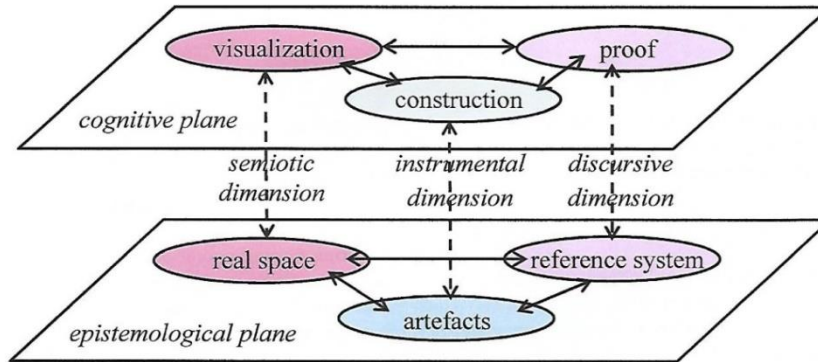 visualization
proof
construction
cognitive plane
semiotic instrumental discursive
dimension dimension dimension
real space
reference system
artefacts
epistemological plane